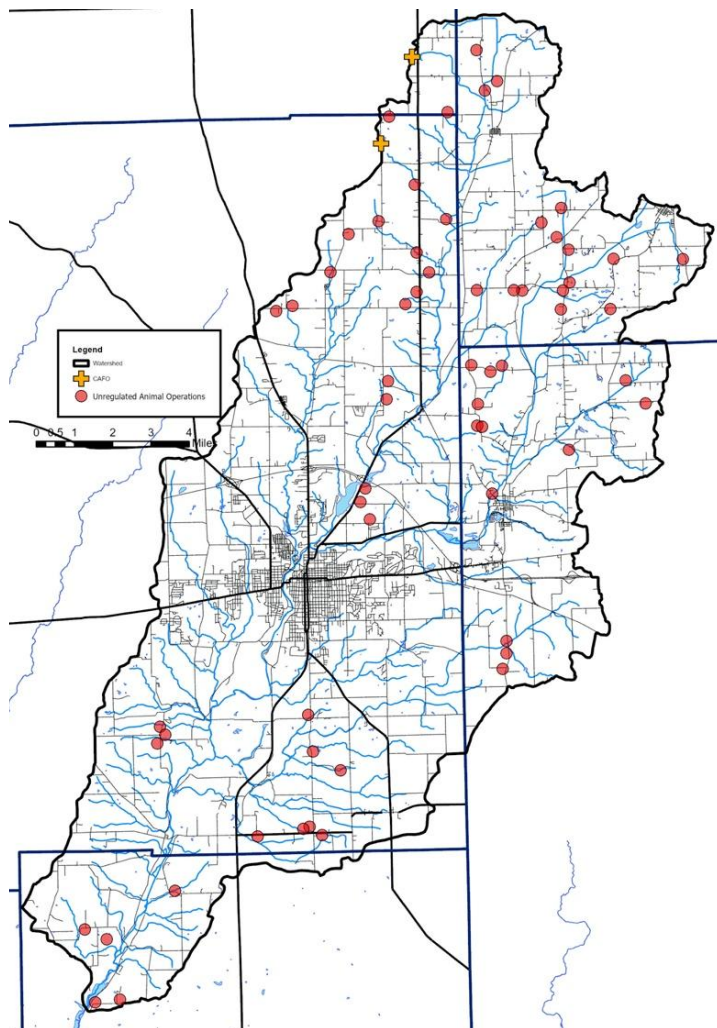 Legend
Watershed
CAFO
Unregulated Animal Operations
0 0.5 1 2 3 4
Miles